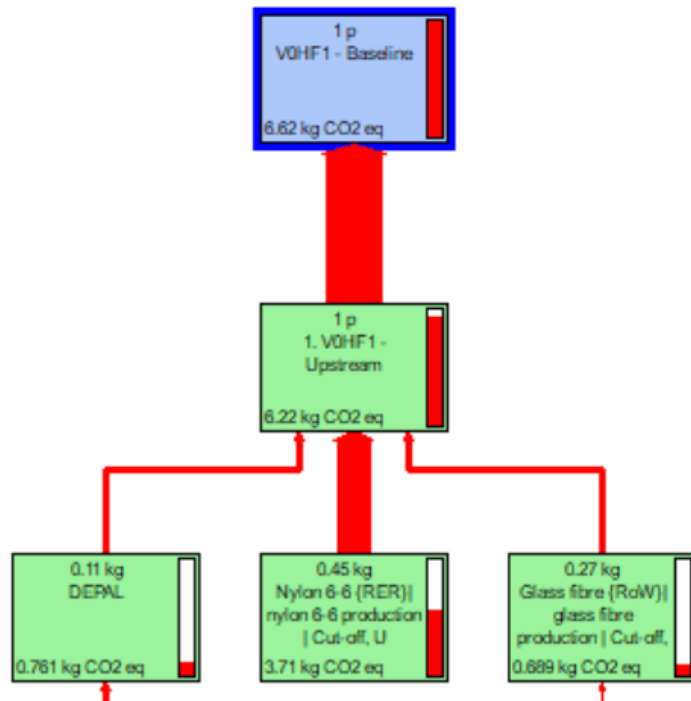 1 p
V0HF1 - Baseline
6.62 kg CO2 eq
1 p
1. V0HF1 -
Upstream
6.22 kg CO2 eq
0.11 kg
DEPAL
0.761 kg CO2 eq
0.45 kg
Nylon 6-6 {RER}|
nylon 6-6 production
| Cut-off, U
3.71 kg CO2 eq
0.27 kg
Glass fibre {RoW}|
glass fibre
production | Cut-off,
0.689 kg CO2 eq